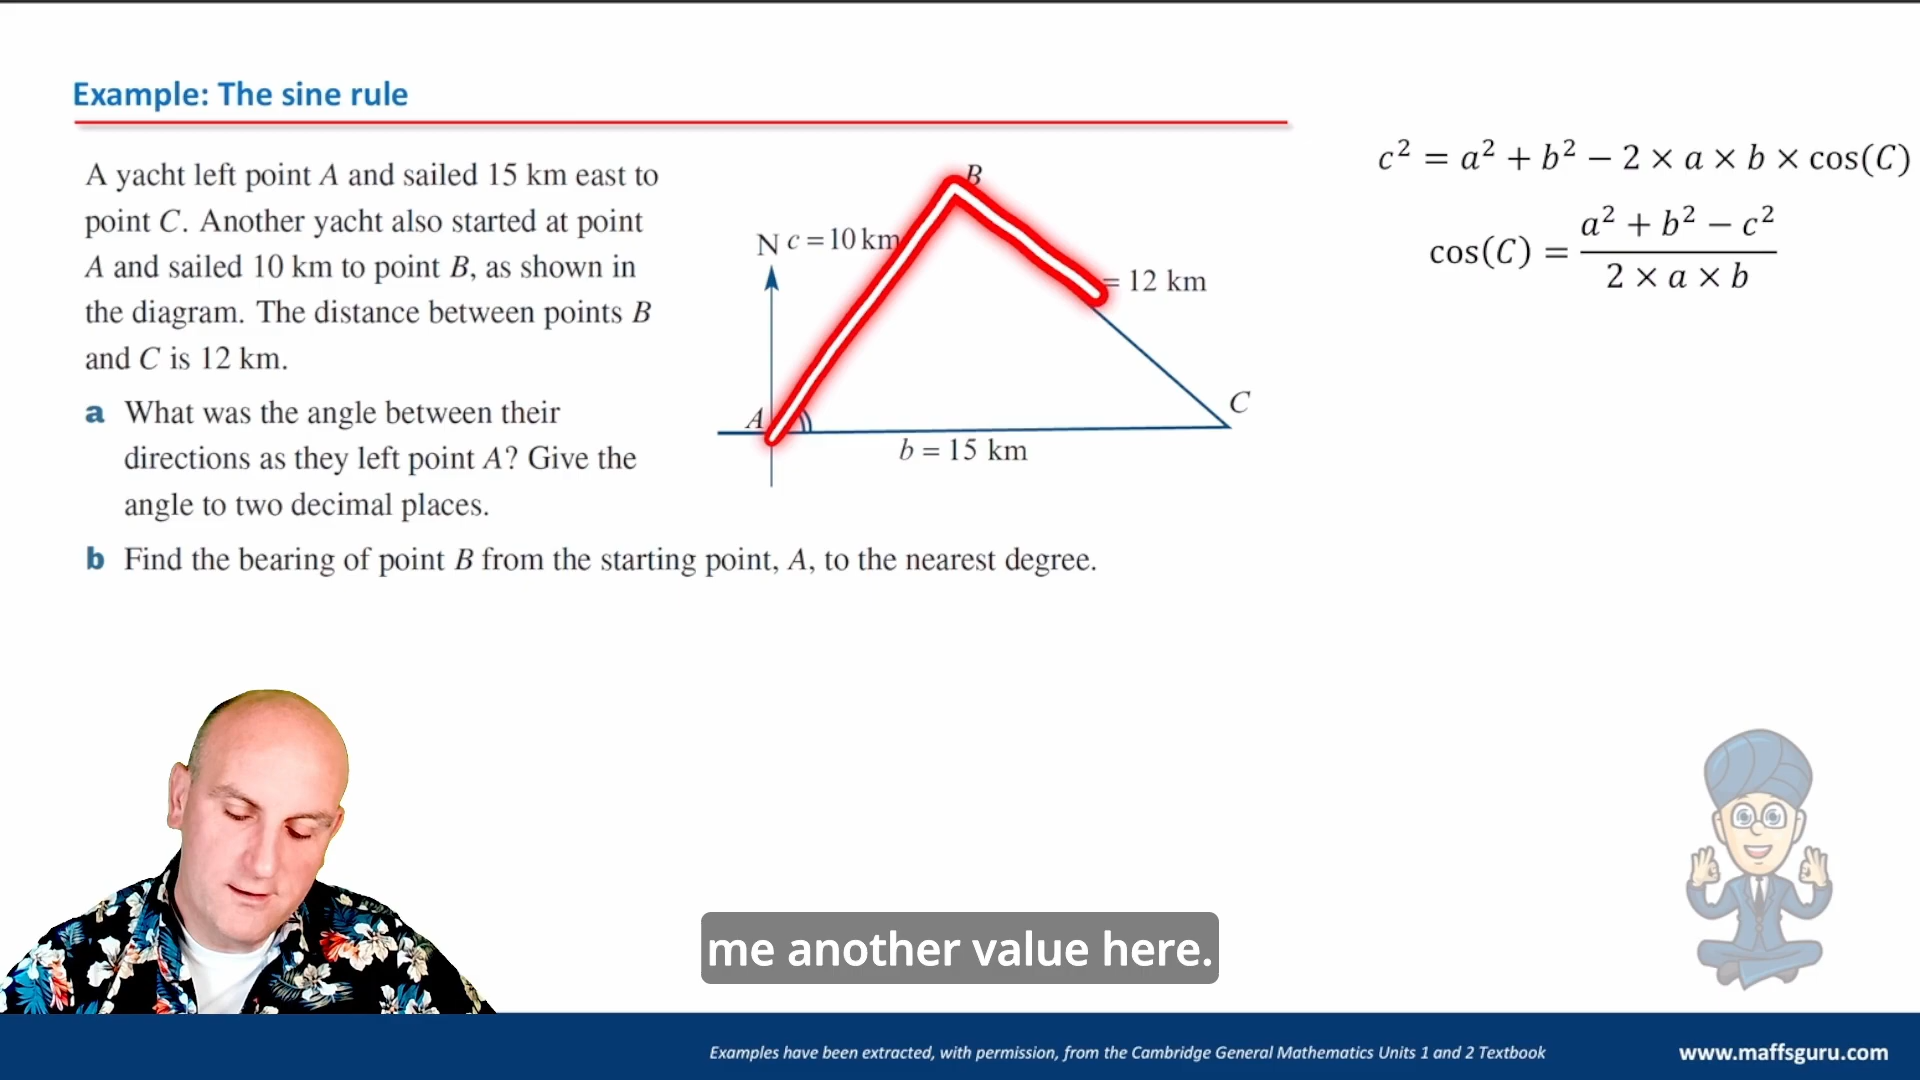 Example: The sine rule
A yacht left point A and sailed 15 km east to
point C. Another yacht also started at point
A and sailed 10 km to point B, as shown in
the diagram. The distance between points B
and C is 12 km.
a What was the angle between their
directions as they left point A? Give the
angle to two decimal places.
b Find the bearing of point B from the starting point, A, to the nearest degree.
B
N c = 10 km
= 12 km
A
C
b = 15 km
c² = a² + b² − 2 × a × b × cos(C)
cos(C) = (a² + b² − c²) / (2 × a × b)
me another value here.
Examples have been extracted, with permission, from the Cambridge General Mathematics Units 1 and 2 Textbook
www.maffsguru.com